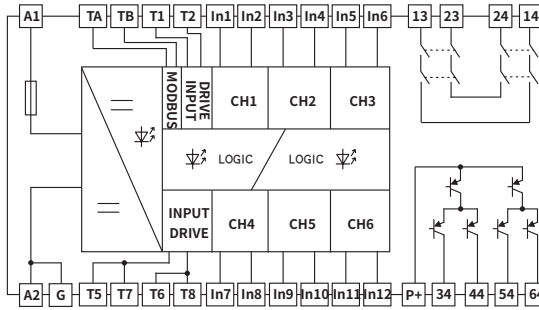 A1 TA TB T1 T2 In1 In2 In3 In4 In5 In6 13 23 24 14
MODBUS
DRIVE
INPUT
CH1 CH2 CH3
LOGIC LOGIC
INPUT
DRIVE
CH4 CH5 CH6
A2 G T5 T7 T6 T8 In7 In8 In9 In10 In11 In12 P+ 34 44 54 64